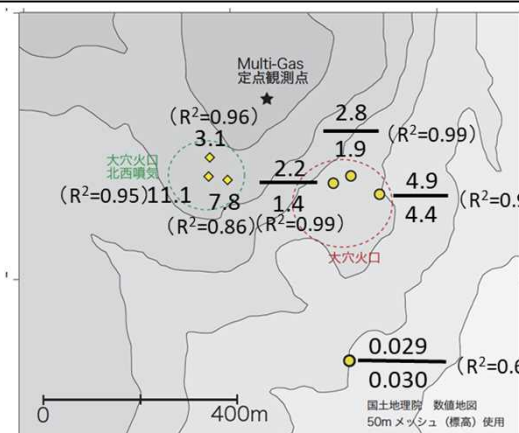 Multi-Gas
定点観測点
(R²=0.96)
3.1
大穴火口
北西噴気
(R²=0.95)11.1
7.8
(R²=0.86)
2.8
1.9
(R²=0.99)
2.2
1.4
(R²=0.99)
4.9
4.4
(R²=0.9
大穴火口
0.029
0.030
(R²=0.6
0
400m
国土地理院 数値地図
50mメッシュ(標高)使用